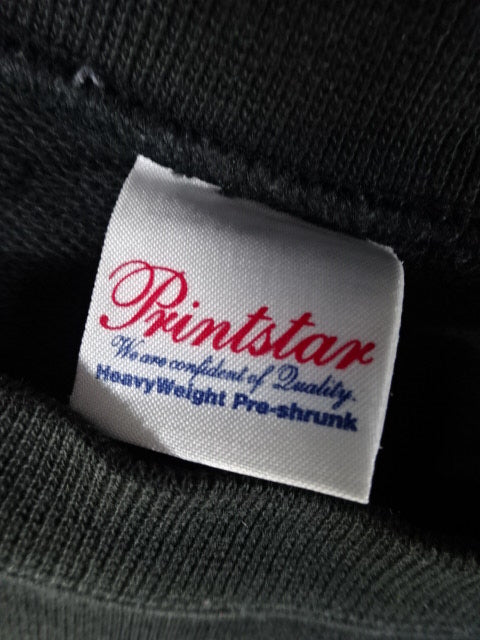 Printstar
We are confident of Quality.
HeavyWeight Pre-shrunk